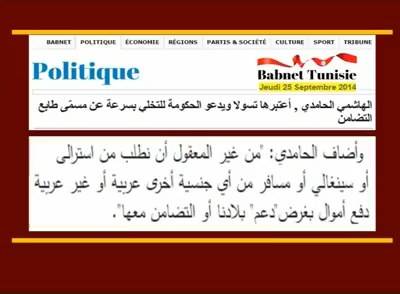 BABNET POLITIQUE ÉCONOMIE RÉGIONS PARTIS & SOCIÉTÉ CULTURE SPORT TRIBUNE
Politique
Babnet Tunisie
Jeudi 25 Septembre 2014
الهاشمي الحامدي , أعتبرها تسولا ويدعو الحكومة للتخلي بسرعة عن مسمّى طابع
التضامن
وأضاف الحامدي: "من غير المعقول أن نطلب من استرالي
أو سينغالي أو مسافر من أي جنسية أخرى عربية أو غير عربية
دفع أموال بغرض"دعم" بلادنا أو التضامن معها".